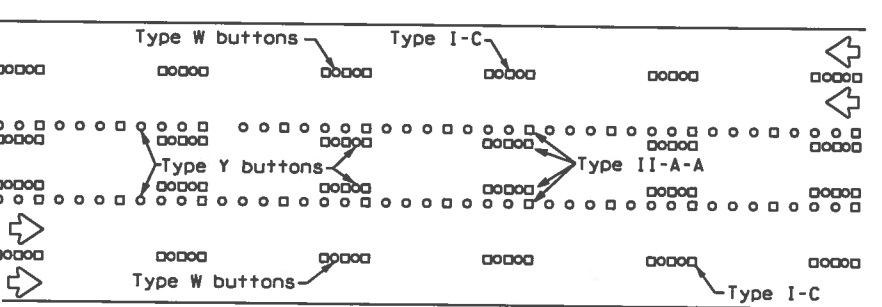 Type W buttons
Type I-C
Type Y buttons
Type II-A-A
Type W buttons
Type I-C